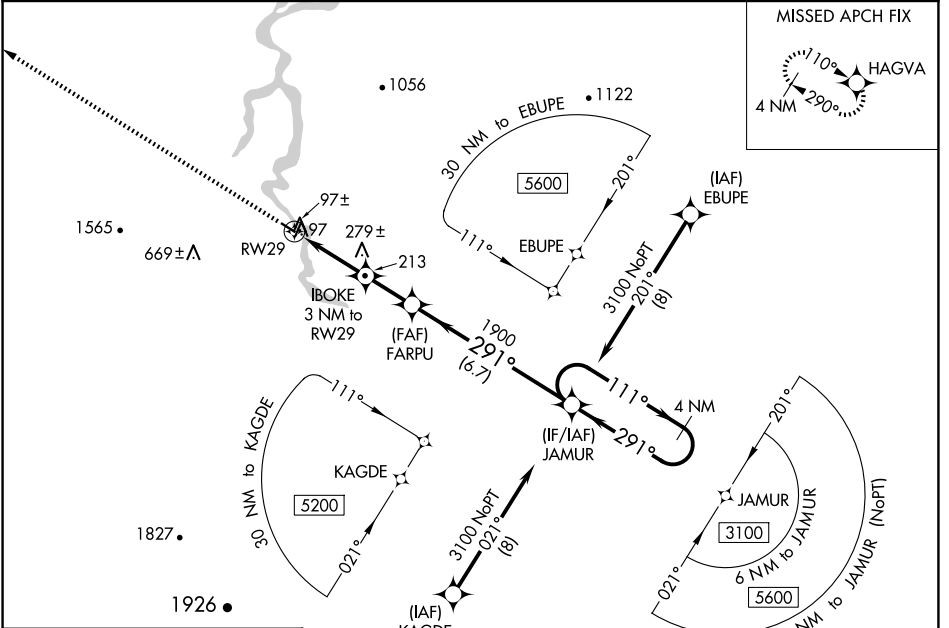 MISSED APCH FIX
110°
HAGVA
4 NM
290°
1056
1122
30 NM to EBUPE
5600
201°
111°
EBUPE
(IAF)
EBUPE
3100 NoPT
201°
(8)
1565
669±
97±
97
RW29
279±
213
IBOKE
3 NM to
RW29
(FAF)
FARPU
1900
291°
(6.7)
111°
4 NM
291°
(IF/IAF)
JAMUR
30 NM to KAGDE
111°
KAGDE
5200
021°
3100 NoPT
021°
(8)
(IAF)
KAGDE
201°
JAMUR
3100
6 NM to JAMUR
021°
5600
NM to JAMUR (NoPT)
1827
1926